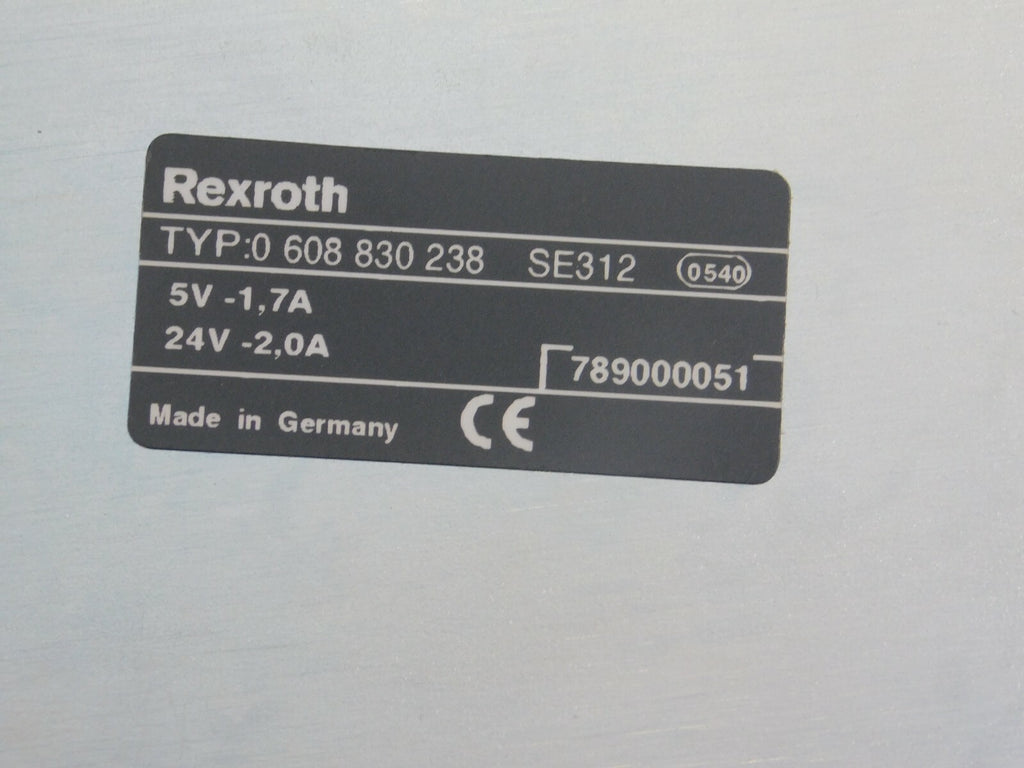 Rexroth
TYP:0 608 830 238 SE312 0540
5V -1,7A
24V -2,0A
789000051
Made in Germany CE